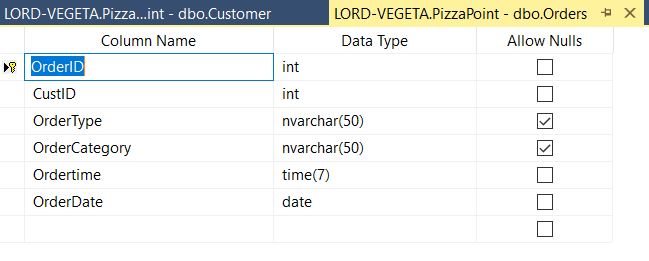 LORD-VEGETA.Pizza...int - dbo.Customer LORD-VEGETA.PizzaPoint - dbo.Orders
Column Name Data Type Allow Nulls
OrderID int
CustID int
OrderType nvarchar(50)
OrderCategory nvarchar(50)
Ordertime time(7)
OrderDate date